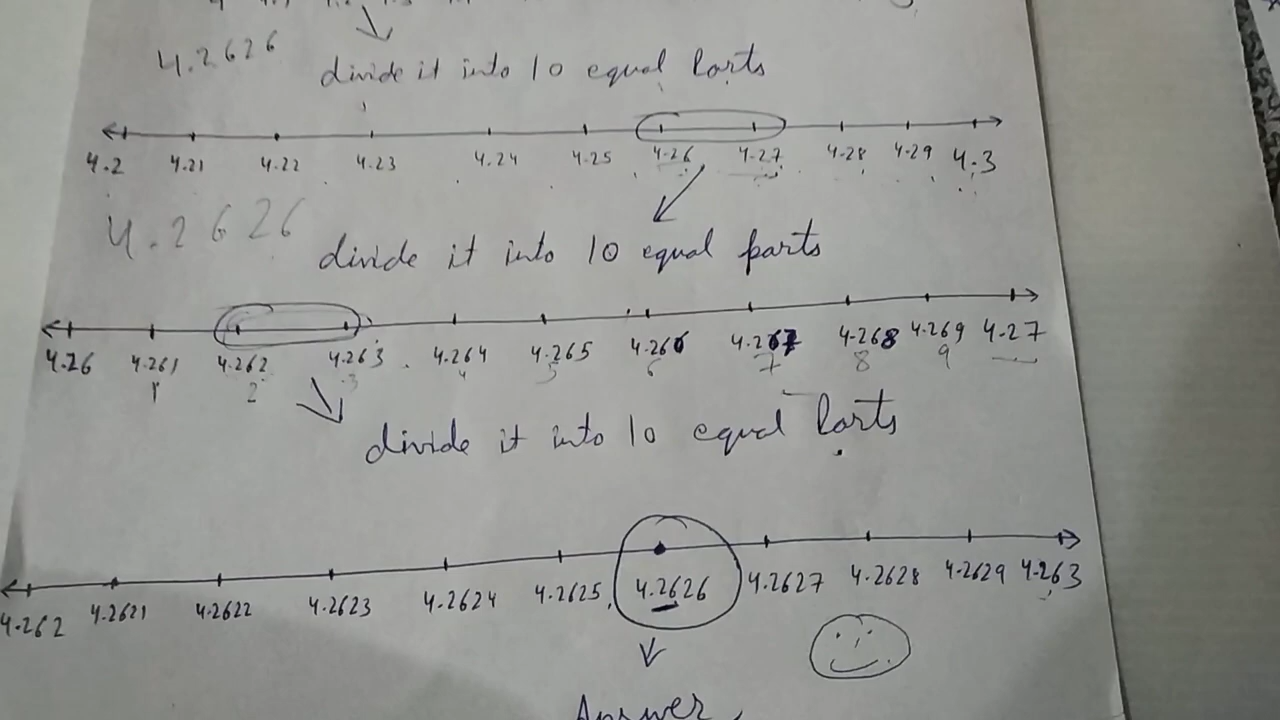 4.2626
divide it into 10 equal Parts
4.2 4.21 4.22 4.23 4.24 4.25 4.26 4.27 4.28 4.29 4.3
4.2626
divide it into 10 equal parts
4.26 4.261 4.262 4.263 4.264 4.265 4.266 4.267 4.268 4.269 4.27
1 2 3 4 5 6 7 8 9
divide it into 10 equal Parts
4.262 4.2621 4.2622 4.2623 4.2624 4.2625 4.2626 4.2627 4.2628 4.2629 4.263
Answer